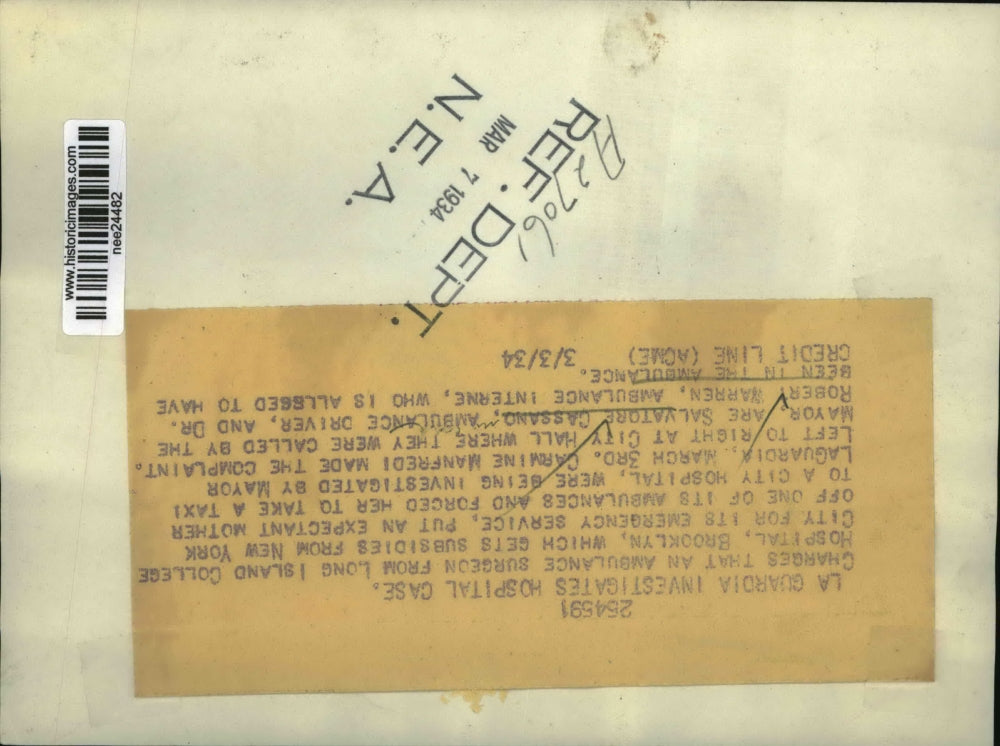 254591
LA GUARDIA INVESTIGATES HOSPITAL CASE.
CHARGES THAT AN AMBULANCE SURGEON FROM LONG ISLAND COLLEGE
HOSPITAL, BROOKLYN, WHICH GETS SUBSIDIES FROM NEW YORK
CITY FOR ITS EMERGENCY SERVICE, PUT AN EXPECTANT MOTHER
OFF ONE OF ITS AMBULANCES AND FORCED HER TO TAKE A TAXI
TO A CITY HOSPITAL, WERE BEING INVESTIGATED BY MAYOR
LAGUARDIA, MARCH 3RD. CARMINE MANFREDI MADE THE COMPLAINT.
LEFT TO RIGHT AT CITY HALL WHERE THEY WERE CALLED BY THE
MAYOR, ARE SALVATORE CASSANO, AMBULANCE DRIVER, AND DR.
ROBERT WARREN, AMBULANCE INTERNE, WHO IS ALLEGED TO HAVE
BEEN IN THE AMBULANCE.
CREDIT LINE (ACME) 3/3/34
REF. DEPT.
MAR 7 1934
N.E.A.
A27061
www.historicimages.com
nee24482